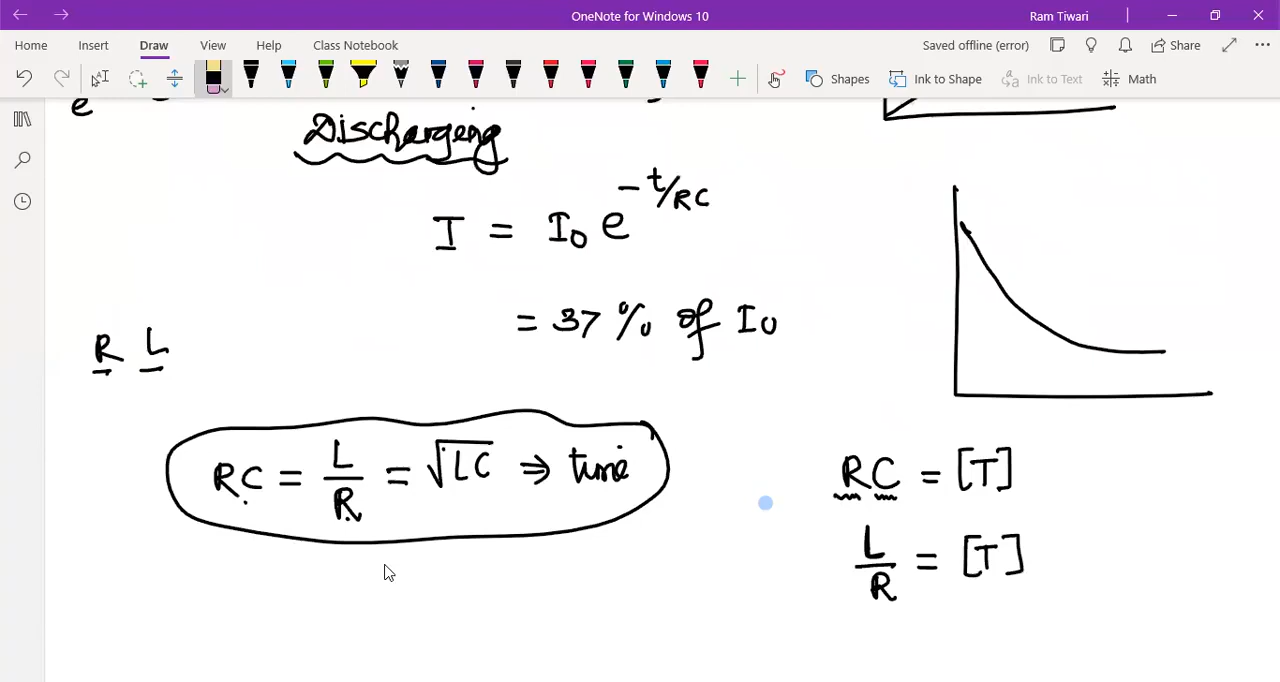 OneNote for Windows 10
Ram Tiwari
Home Insert Draw View Help Class Notebook
Saved offline (error) Share
Shapes Ink to Shape Ink to Text Math
e
Dischargeing
I = I₀ e^{-t/RC}
= 37 % of I₀
R L
RC = L/R = √LC ⇒ time
RC = [T]
L/R = [T]